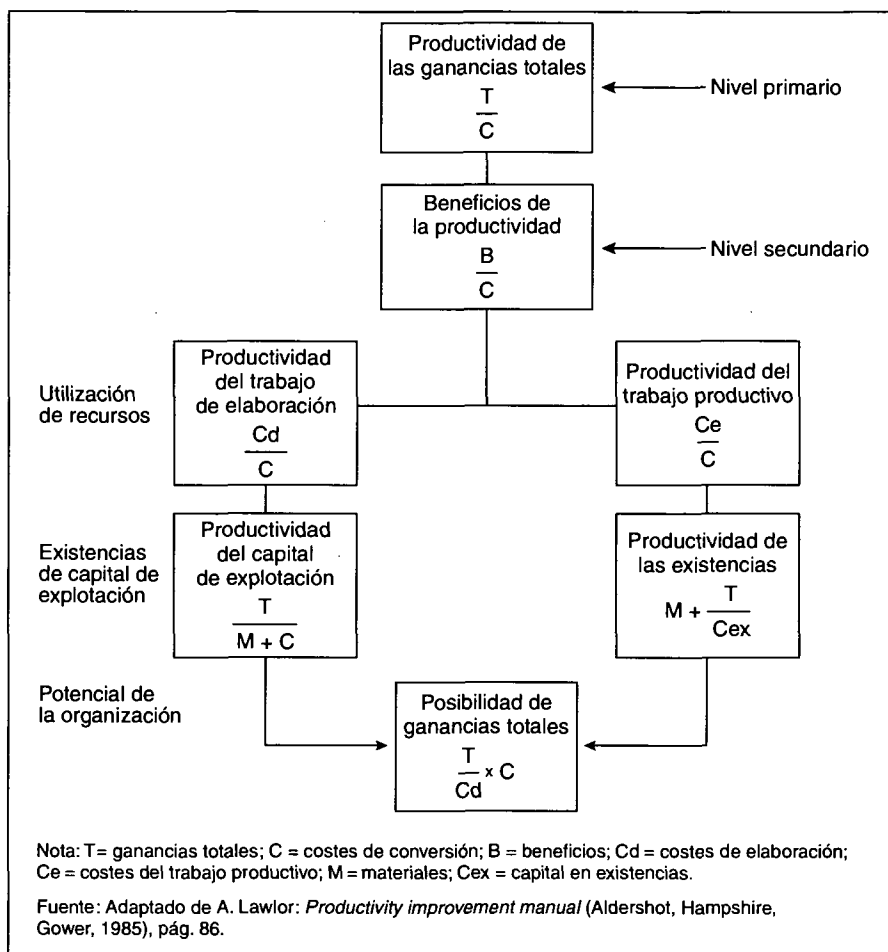 Productividad de
las ganancias totales
T
C
Nivel primario
Beneficios de
la productividad
B
C
Nivel secundario
Utilización
de recursos
Productividad
del trabajo
de elaboración
Cd
C
Productividad del
trabajo productivo
Ce
C
Existencias
de capital de
explotación
Productividad
del capital
de explotación
T
M + C
Productividad de
las existencias
M + T
Cex
Potencial de
la organización
Posibilidad de
ganancias totales
T
Cd x C
Nota: T= ganancias totales; C = costes de conversión; B = beneficios; Cd = costes de elaboración;
Ce = costes del trabajo productivo; M = materiales; Cex = capital en existencias.
Fuente: Adaptado de A. Lawlor: Productivity improvement manual (Aldershot, Hampshire,
Gower, 1985), pág. 86.